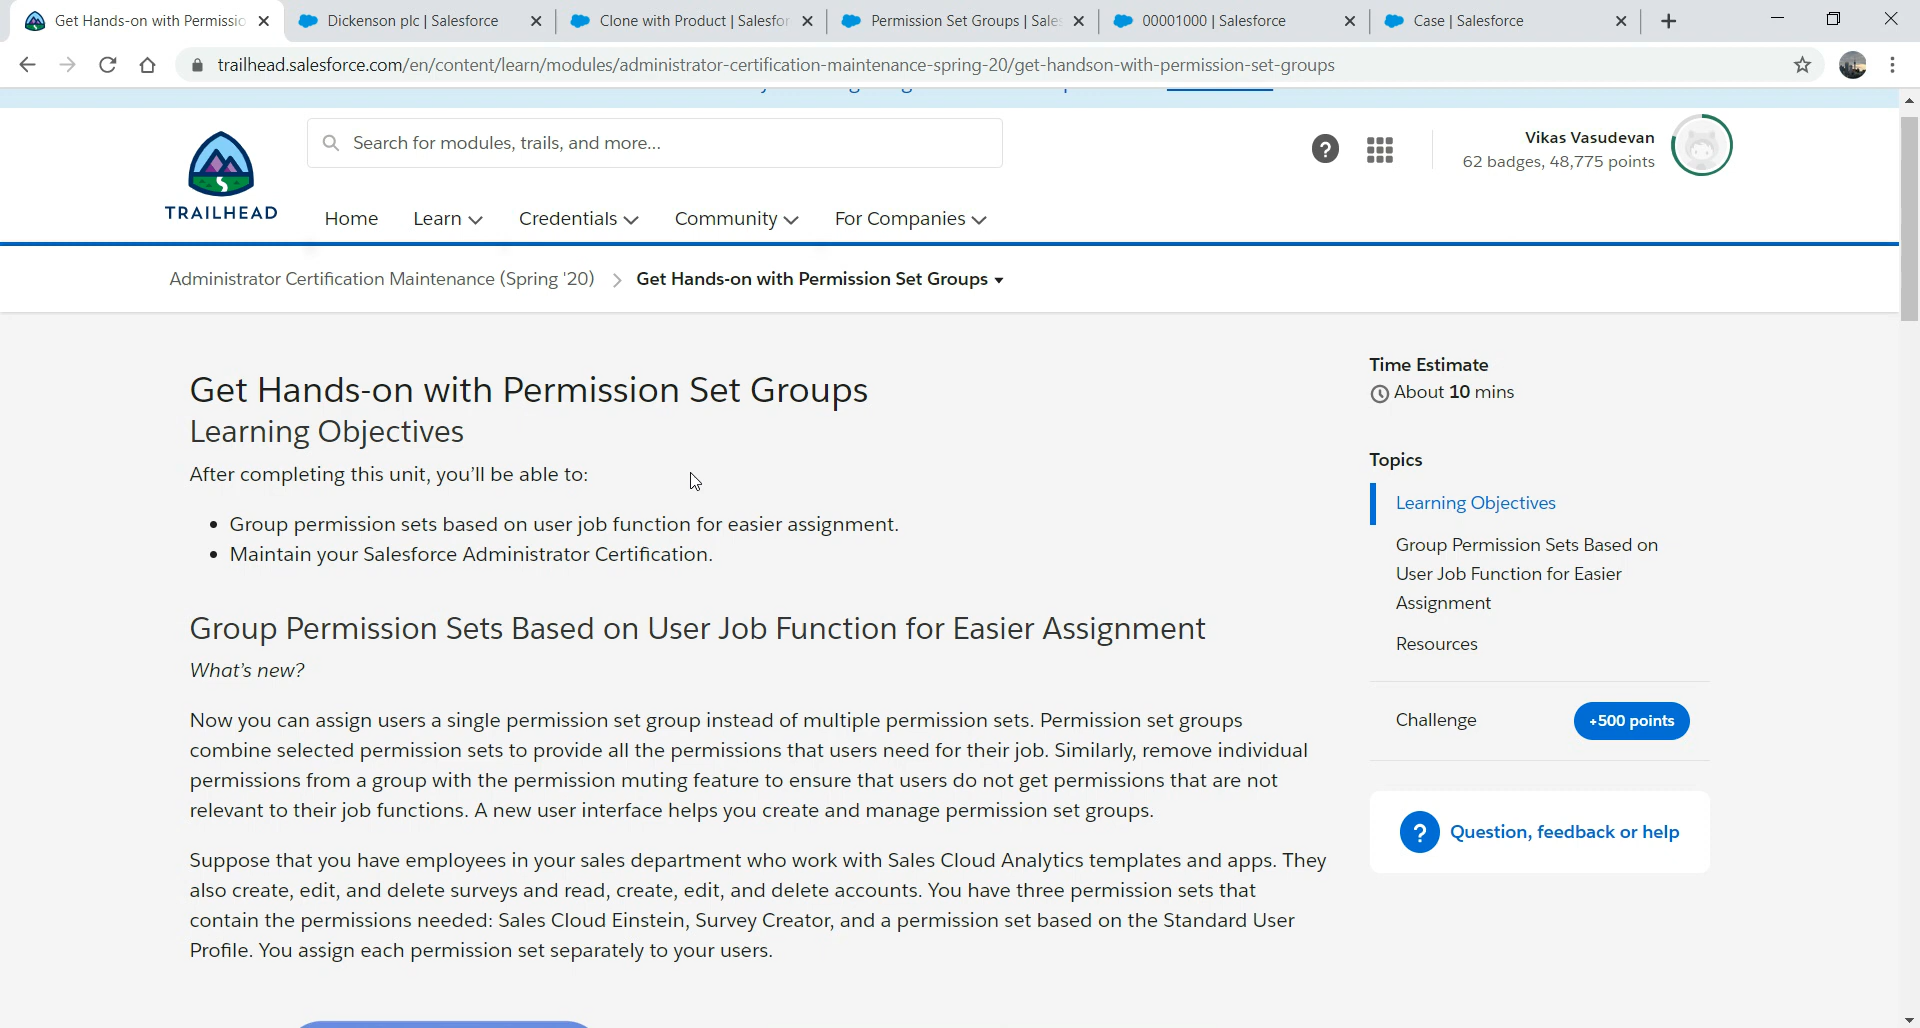 Get Hands-on with Permissio
Dickenson plc | Salesforce
Clone with Product | Salesfor
Permission Set Groups | Sale
00001000 | Salesforce
Case | Salesforce
trailhead.salesforce.com/en/content/learn/modules/administrator-certification-maintenance-spring-20/get-handson-with-permission-set-groups
TRAILHEAD
Search for modules, trails, and more...
?
Vikas Vasudevan
62 badges, 48,775 points
Home
Learn
Credentials
Community
For Companies
Administrator Certification Maintenance (Spring '20)
Get Hands-on with Permission Set Groups
Get Hands-on with Permission Set Groups
Learning Objectives
After completing this unit, you'll be able to:
• Group permission sets based on user job function for easier assignment.
• Maintain your Salesforce Administrator Certification.
Group Permission Sets Based on User Job Function for Easier Assignment
What's new?
Now you can assign users a single permission set group instead of multiple permission sets. Permission set groups
combine selected permission sets to provide all the permissions that users need for their job. Similarly, remove individual
permissions from a group with the permission muting feature to ensure that users do not get permissions that are not
relevant to their job functions. A new user interface helps you create and manage permission set groups.
Suppose that you have employees in your sales department who work with Sales Cloud Analytics templates and apps. They
also create, edit, and delete surveys and read, create, edit, and delete accounts. You have three permission sets that
contain the permissions needed: Sales Cloud Einstein, Survey Creator, and a permission set based on the Standard User
Profile. You assign each permission set separately to your users.
Time Estimate
About 10 mins
Topics
Learning Objectives
Group Permission Sets Based on
User Job Function for Easier
Assignment
Resources
Challenge
+500 points
?
Question, feedback or help